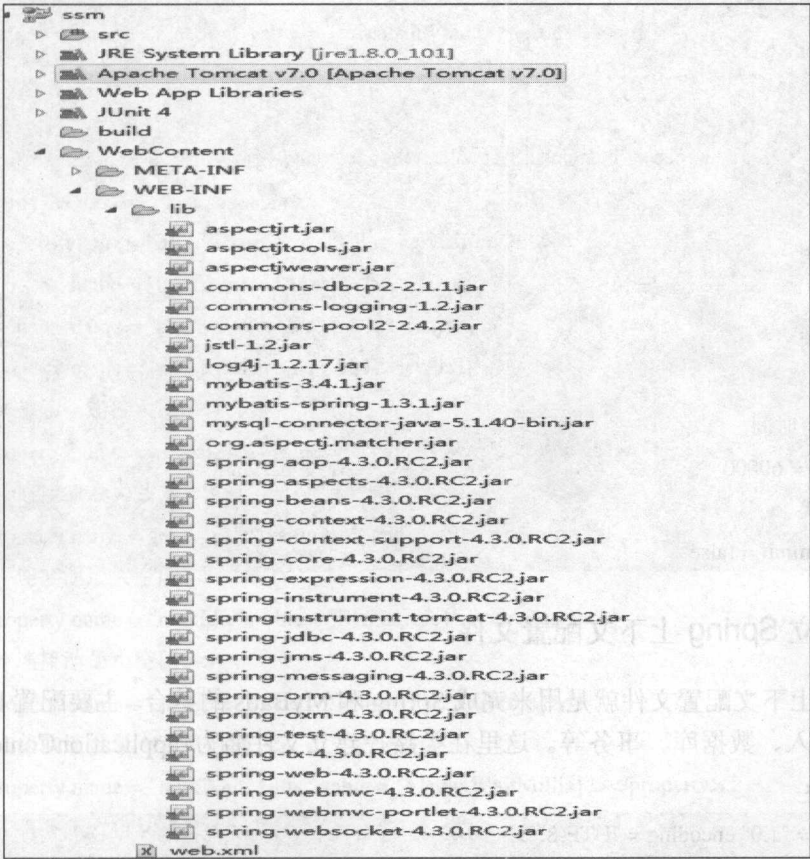 ssm
src
JRE System Library [jre1.8.0_101]
Apache Tomcat v7.0 [Apache Tomcat v7.0]
Web App Libraries
JUnit 4
build
WebContent
META-INF
WEB-INF
lib
aspectjrt.jar
aspectjtools.jar
aspectjweaver.jar
commons-dbcp2-2.1.1.jar
commons-logging-1.2.jar
commons-pool2-2.4.2.jar
jstl-1.2.jar
log4j-1.2.17.jar
mybatis-3.4.1.jar
mybatis-spring-1.3.1.jar
mysql-connector-java-5.1.40-bin.jar
org.aspectj.matcher.jar
spring-aop-4.3.0.RC2.jar
spring-aspects-4.3.0.RC2.jar
spring-beans-4.3.0.RC2.jar
spring-context-4.3.0.RC2.jar
spring-context-support-4.3.0.RC2.jar
spring-core-4.3.0.RC2.jar
spring-expression-4.3.0.RC2.jar
spring-instrument-4.3.0.RC2.jar
spring-instrument-tomcat-4.3.0.RC2.jar
spring-jdbc-4.3.0.RC2.jar
spring-jms-4.3.0.RC2.jar
spring-messaging-4.3.0.RC2.jar
spring-orm-4.3.0.RC2.jar
spring-oxm-4.3.0.RC2.jar
spring-test-4.3.0.RC2.jar
spring-tx-4.3.0.RC2.jar
spring-web-4.3.0.RC2.jar
spring-webmvc-4.3.0.RC2.jar
spring-webmvc-portlet-4.3.0.RC2.jar
spring-websocket-4.3.0.RC2.jar
web.xml